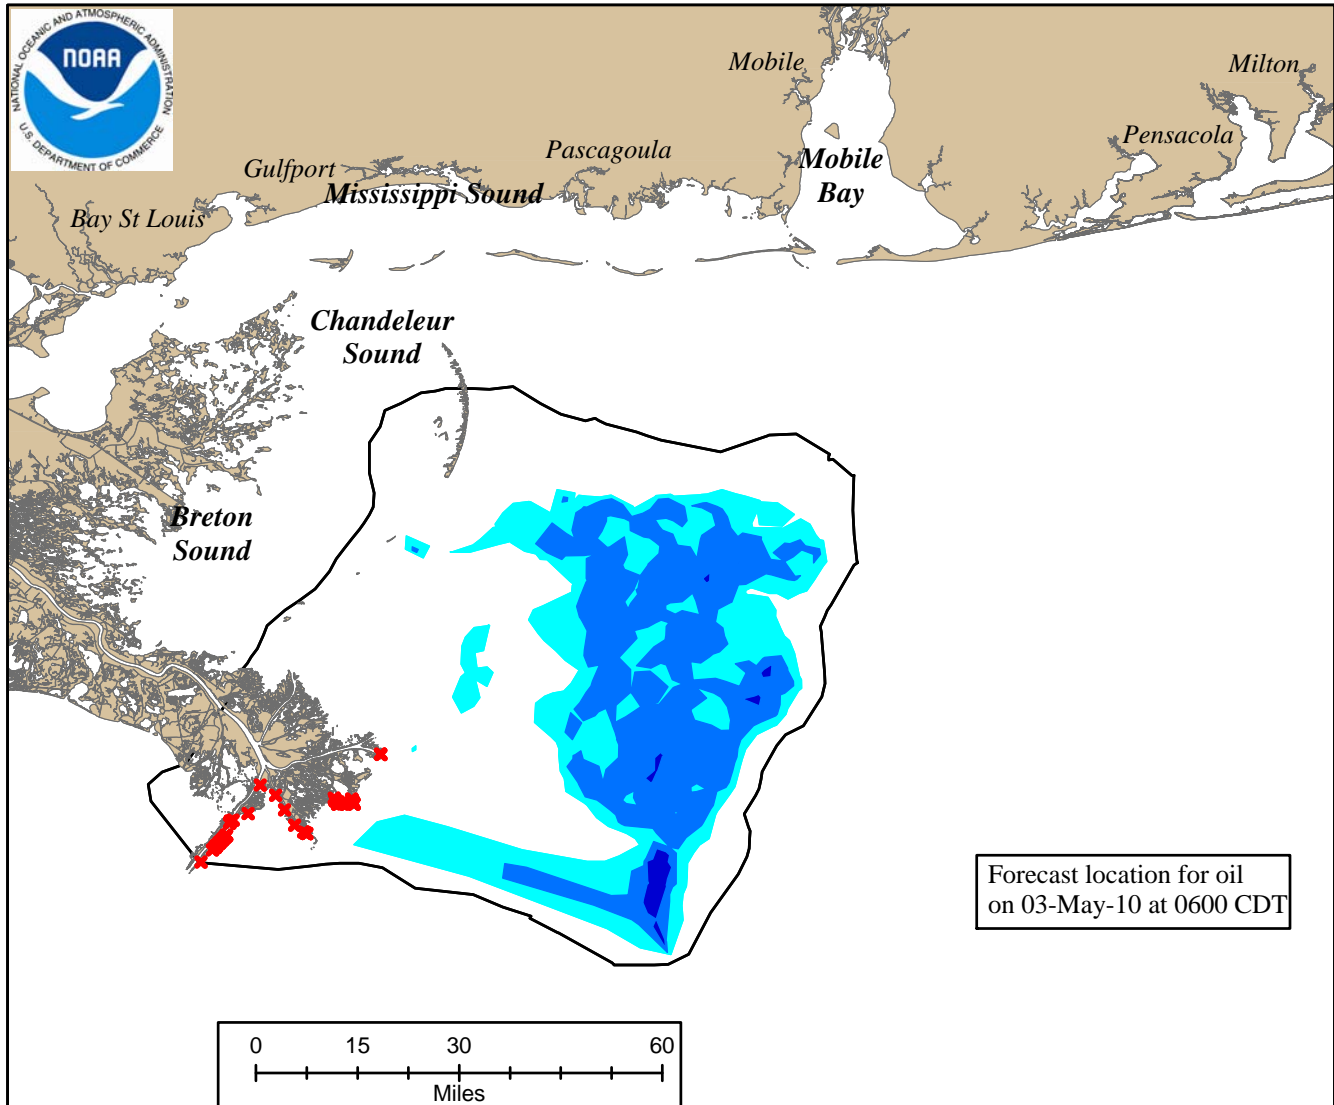 NATIONAL OCEANIC AND ATMOSPHERIC ADMINISTRATION
NOAA
U.S. DEPARTMENT OF COMMERCE
Mobile
Milton
Pensacola
Pascagoula
Mobile
Bay
Gulfport
Mississippi Sound
Bay St Louis
Chandeleur
Sound
Breton
Sound
Forecast location for oil
on 03-May-10 at 0600 CDT
0 15 30 60
Miles